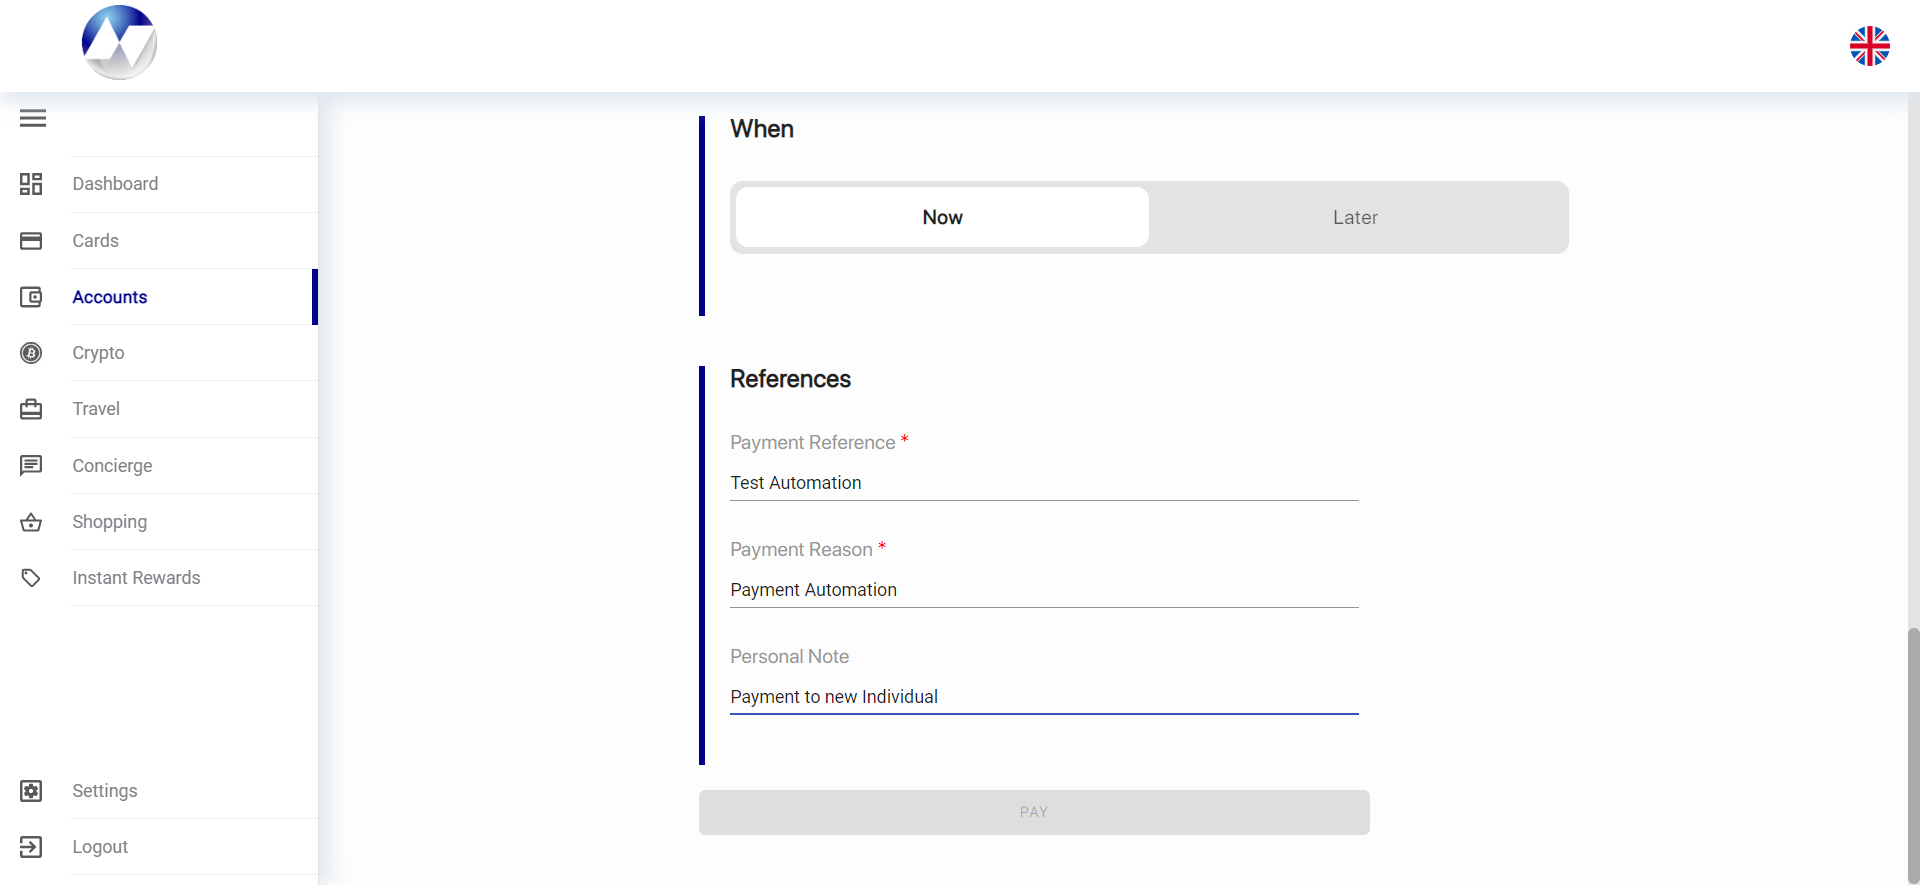 Dashboard
Cards
Accounts
Crypto
Travel
Concierge
Shopping
Instant Rewards
Settings
Logout
When
Now
Later
References
Payment Reference *
Test Automation
Payment Reason *
Payment Automation
Personal Note
Payment to new Individual
PAY